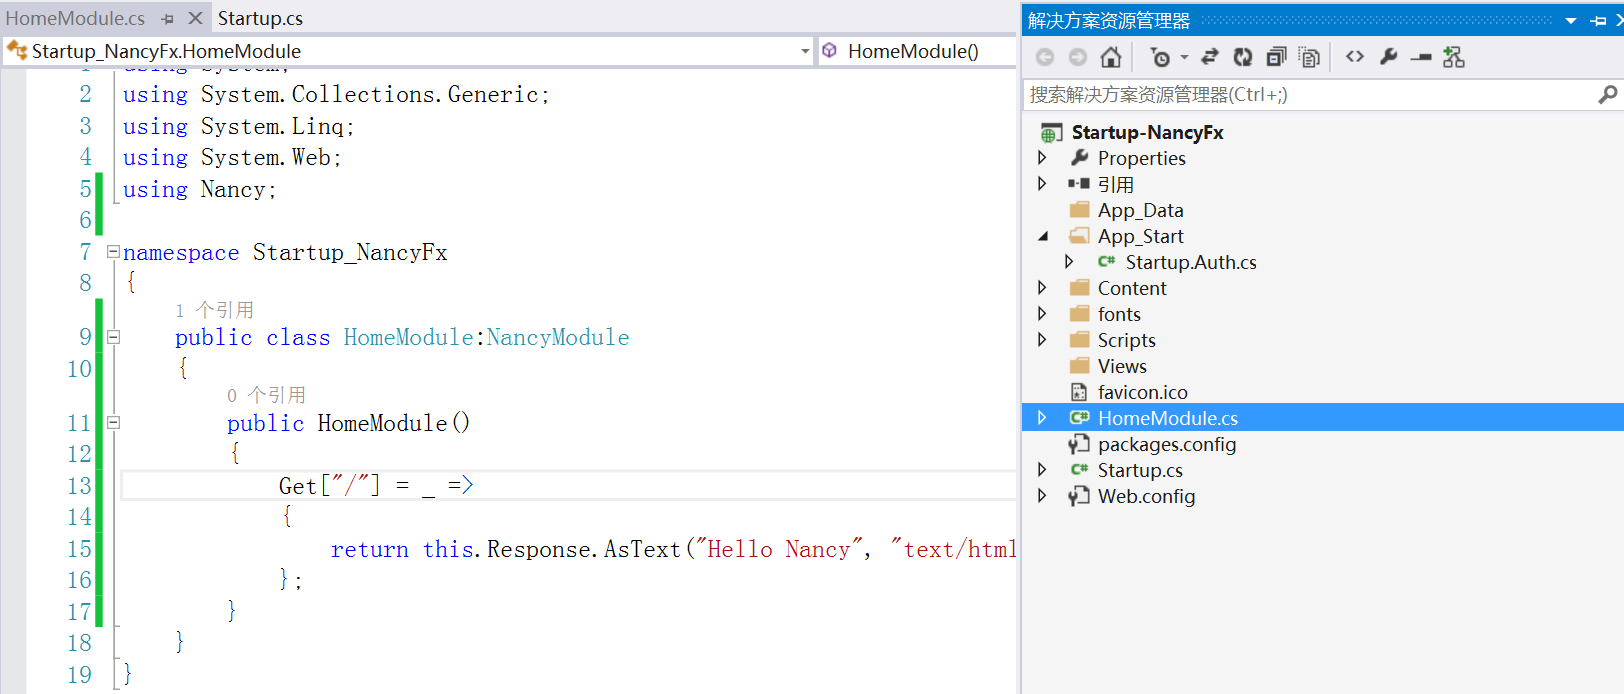 HomeModule.cs Startup.cs
Startup_NancyFx.HomeModule HomeModule()
1 using System;
2 using System.Collections.Generic;
3 using System.Linq;
4 using System.Web;
5 using Nancy;
6
7 namespace Startup_NancyFx
8 {
1 个引用
9 public class HomeModule:NancyModule
10 {
0 个引用
11 public HomeModule()
12 {
13 Get["/"] = _ =>
14 {
15 return this.Response.AsText("Hello Nancy", "text/html
16 };
17 }
18 }
19 }
解决方案资源管理器
搜索解决方案资源管理器(Ctrl+;)
Startup-NancyFx
Properties
引用
App_Data
App_Start
C# Startup.Auth.cs
Content
fonts
Scripts
Views
favicon.ico
C# HomeModule.cs
packages.config
C# Startup.cs
Web.config